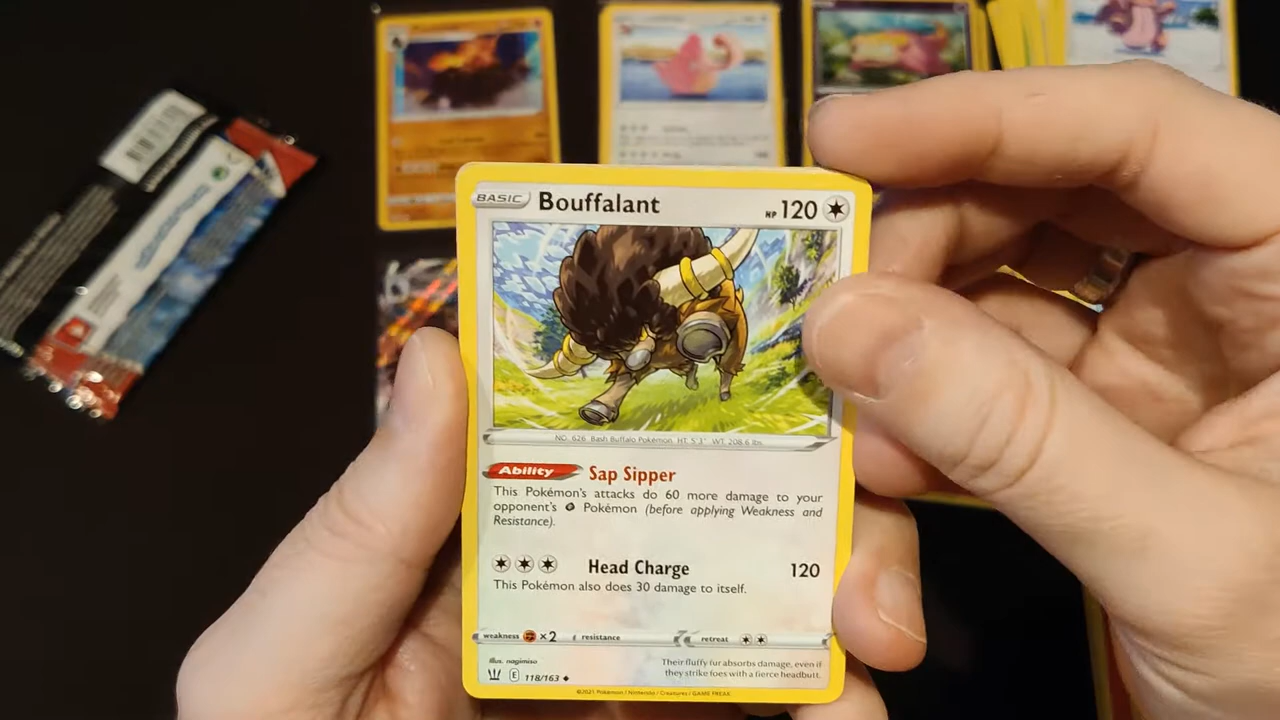 BASIC Bouffalant HP 120
NO. 626 Bash Buffalo Pokémon. HT: 5'3" WT: 208.6 lbs.
Ability Sap Sipper
This Pokémon's attacks do 60 more damage to your
opponent's Pokémon (before applying Weakness and
Resistance).
Head Charge 120
This Pokémon also does 30 damage to itself.
weakness ×2 resistance retreat
Illus. nagimiso
Their fluffy fur absorbs damage, even if
they strike foes with a fierce headbutt.
E 118/163
©2021 Pokémon / Nintendo / Creatures / GAME FREAK